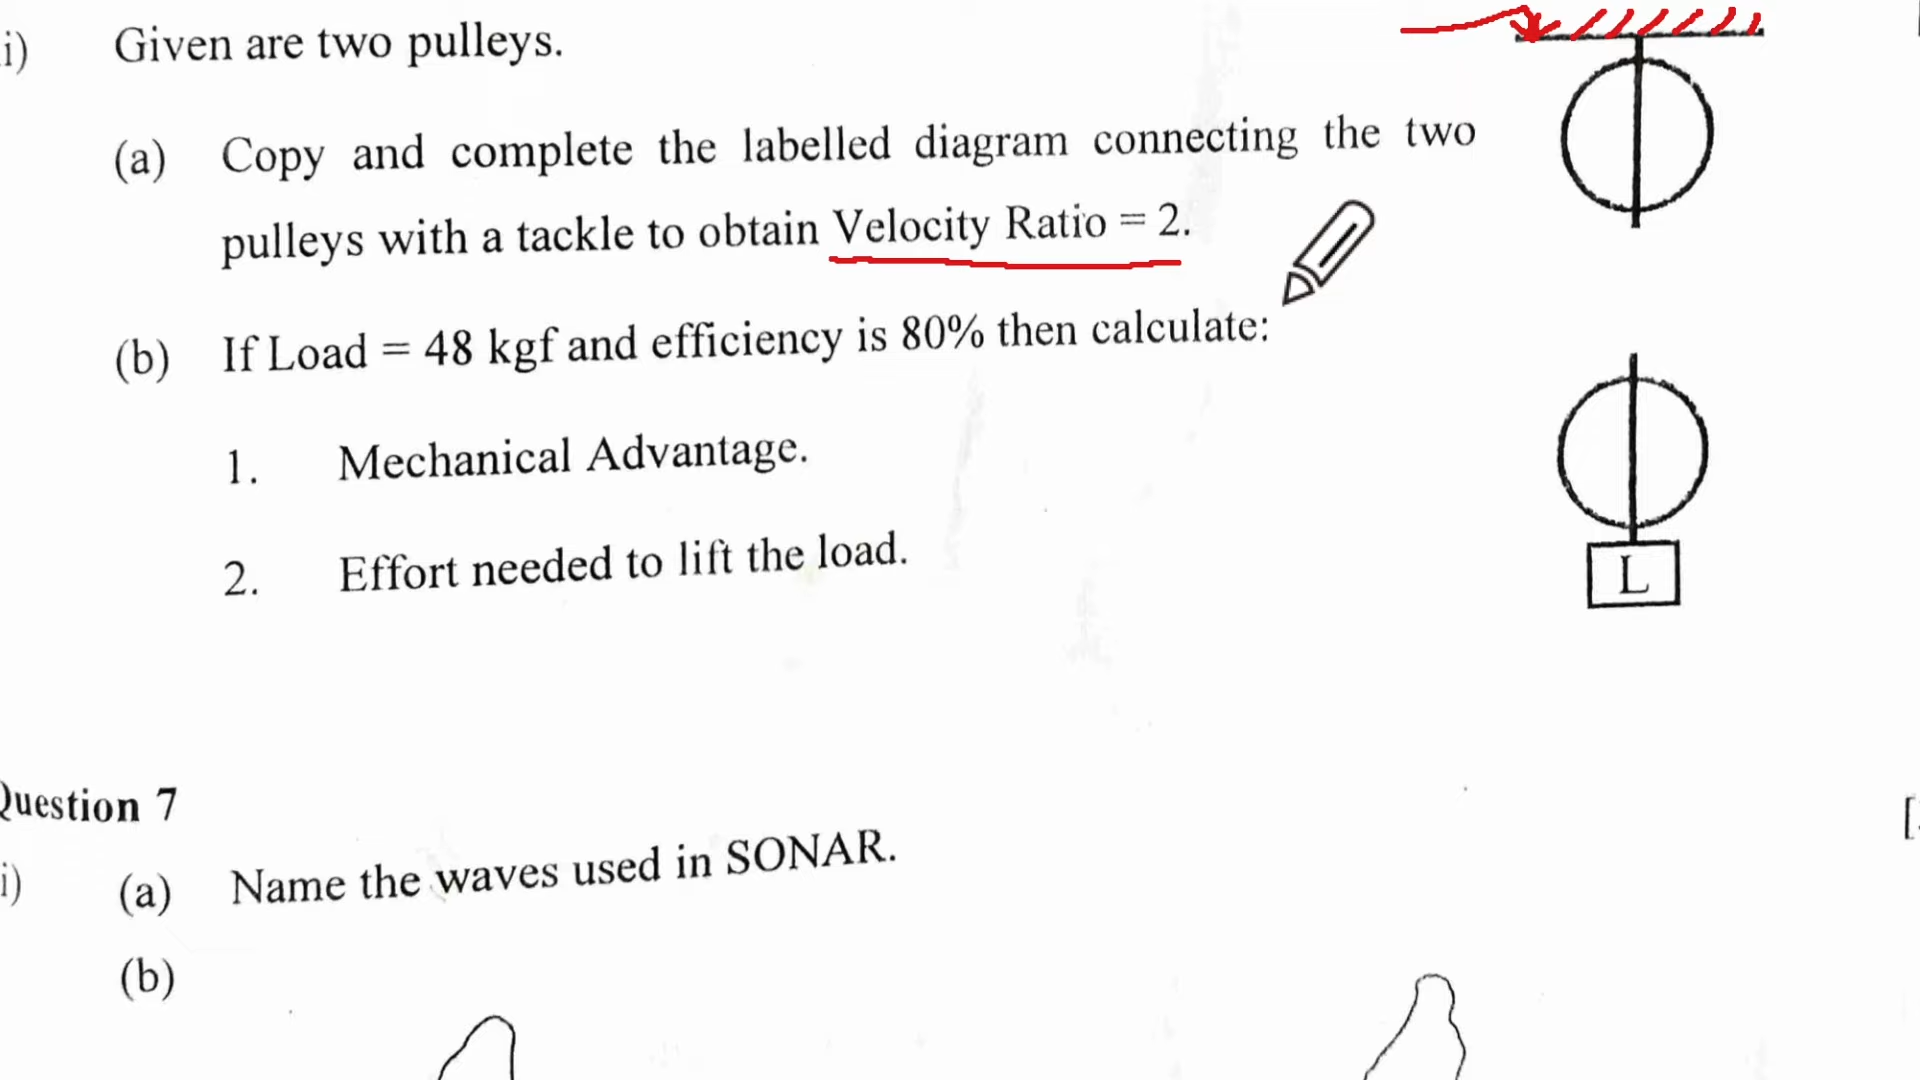 i) Given are two pulleys.
(a) Copy and complete the labelled diagram connecting the two
pulleys with a tackle to obtain Velocity Ratio = 2.
(b) If Load = 48 kgf and efficiency is 80% then calculate:
1. Mechanical Advantage.
2. Effort needed to lift the load.
L
Question 7
[
i) (a) Name the waves used in SONAR.
(b)